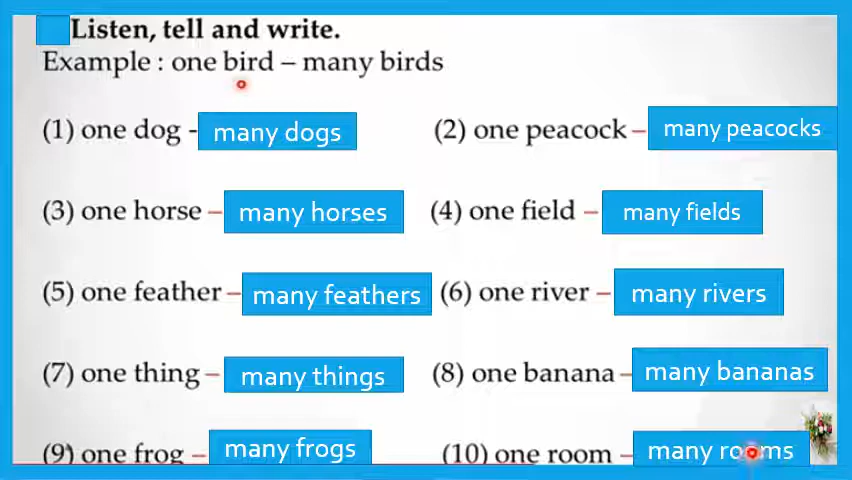 Listen, tell and write.
Example : one bird – many birds
(1) one dog - many dogs (2) one peacock – many peacocks
(3) one horse – many horses (4) one field – many fields
(5) one feather – many feathers (6) one river – many rivers
(7) one thing – many things (8) one banana – many bananas
(9) one frog – many frogs (10) one room – many rooms